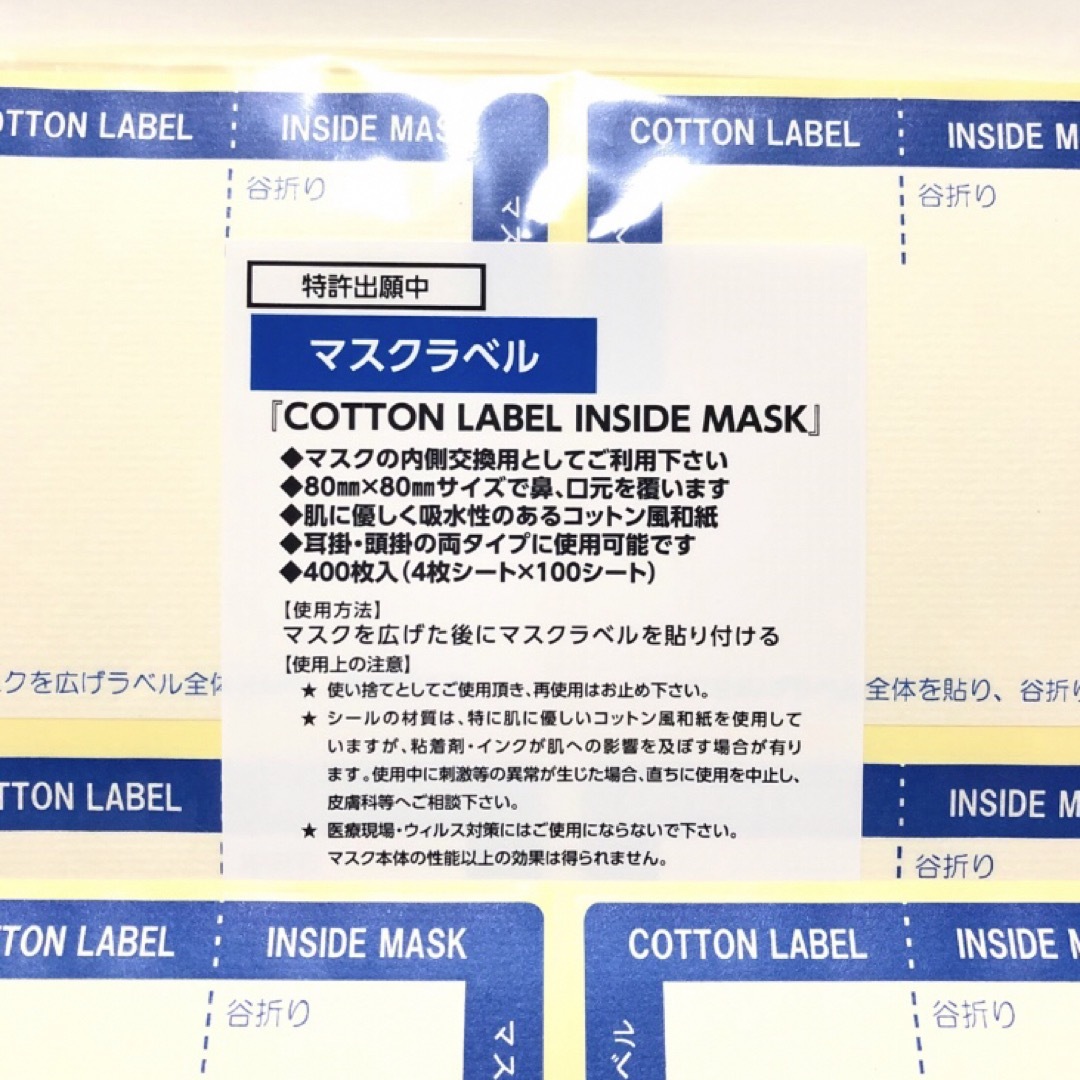 COTTON LABEL INSIDE MASK COTTON LABEL INSIDE
谷折り 谷折り
特許出願中
マスクラベル
『COTTON LABEL INSIDE MASK』
◆マスクの内側交換用としてご利用下さい
◆80㎜×80㎜サイズで鼻、口元を覆います
◆肌に優しく吸水性のあるコットン風和紙
◆耳掛・頭掛の両タイプに使用可能です
◆400枚入(4枚シート×100シート)
【使用方法】
マスクを広げた後にマスクラベルを貼り付ける
【使用上の注意】
★ 使い捨てとしてご使用頂き、再使用はお止め下さい。
★ シールの材質は、特に肌に優しいコットン風和紙を使用して
いますが、粘着剤・インクが肌への影響を及ぼす場合が有り
ます。使用中に刺激等の異常が生じた場合、直ちに使用を中止し、
皮膚科等へご相談下さい。
★ 医療現場・ウィルス対策にはご使用にならないで下さい。
マスク本体の性能以上の効果は得られません。
クを広げラベル全体 全体を貼り、谷折り
TTON LABEL INSIDE M
谷折り
TTON LABEL INSIDE MASK COTTON LABEL INSIDE M
谷折り 谷折り
マス ベル